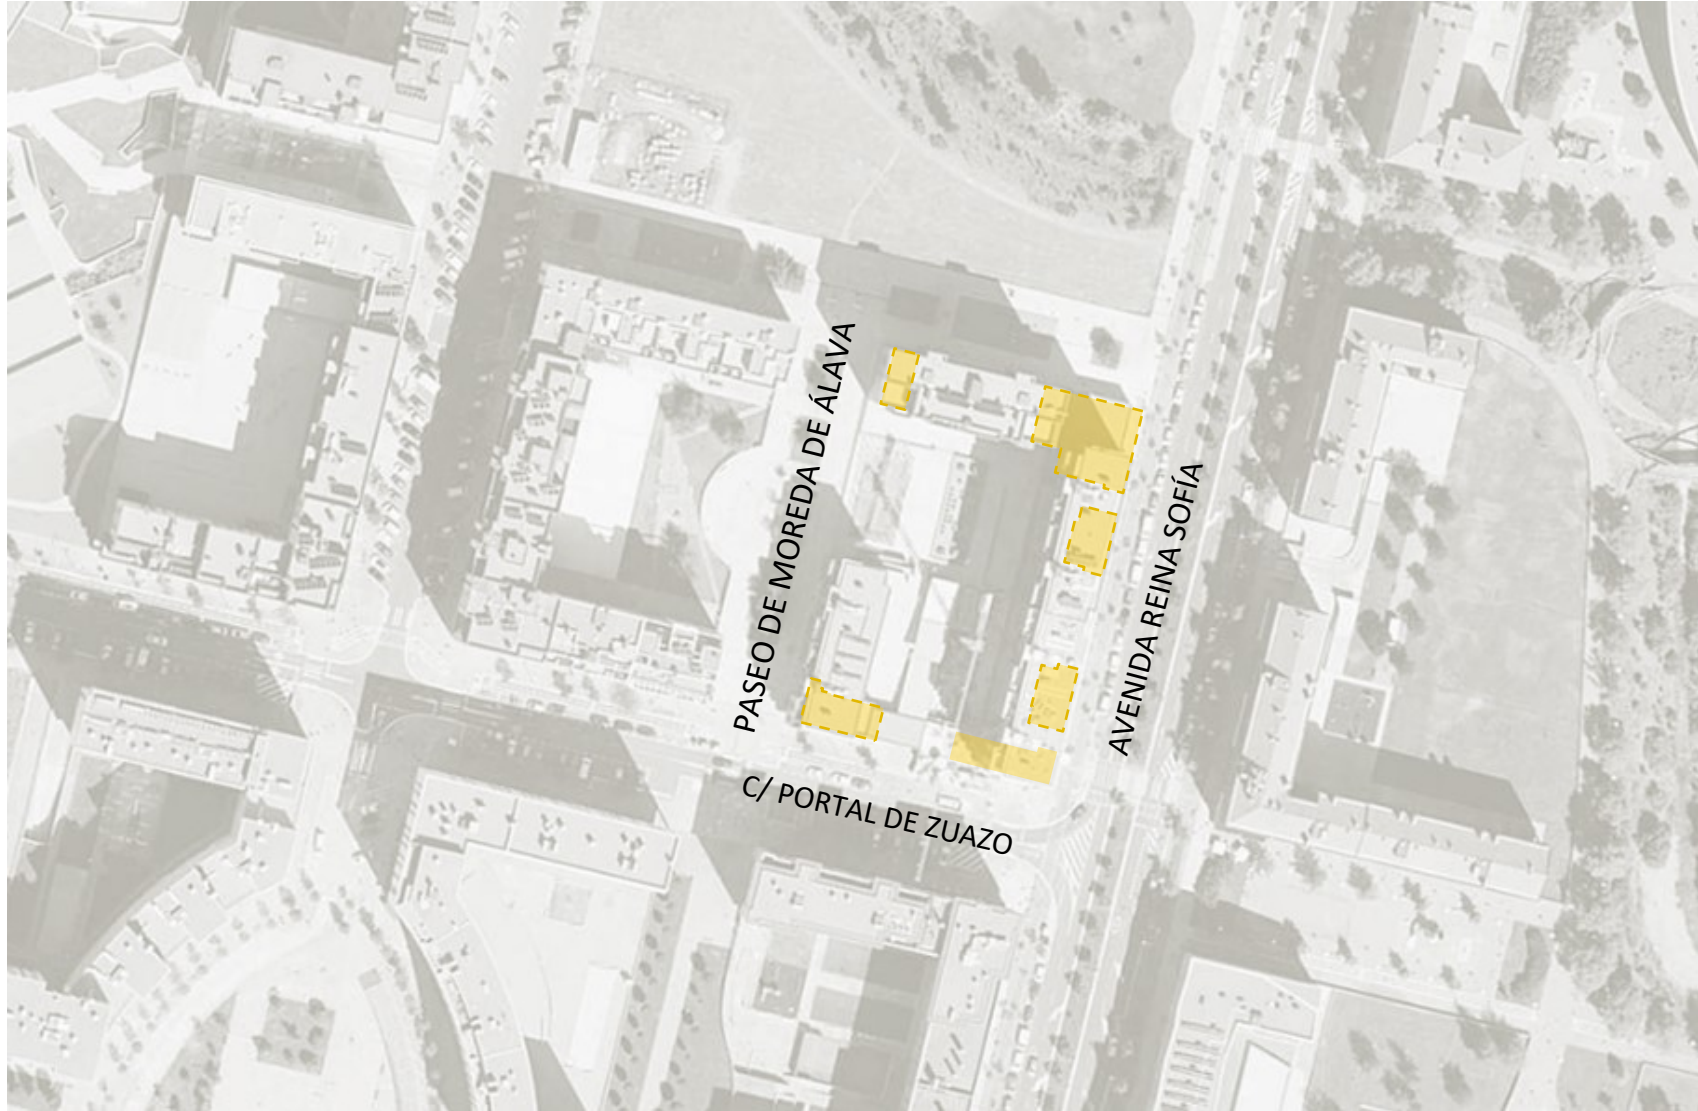 PASEO DE MOREDA DE ÁLAVA
AVENIDA REINA SOFÍA
C/ PORTAL DE ZUAZO